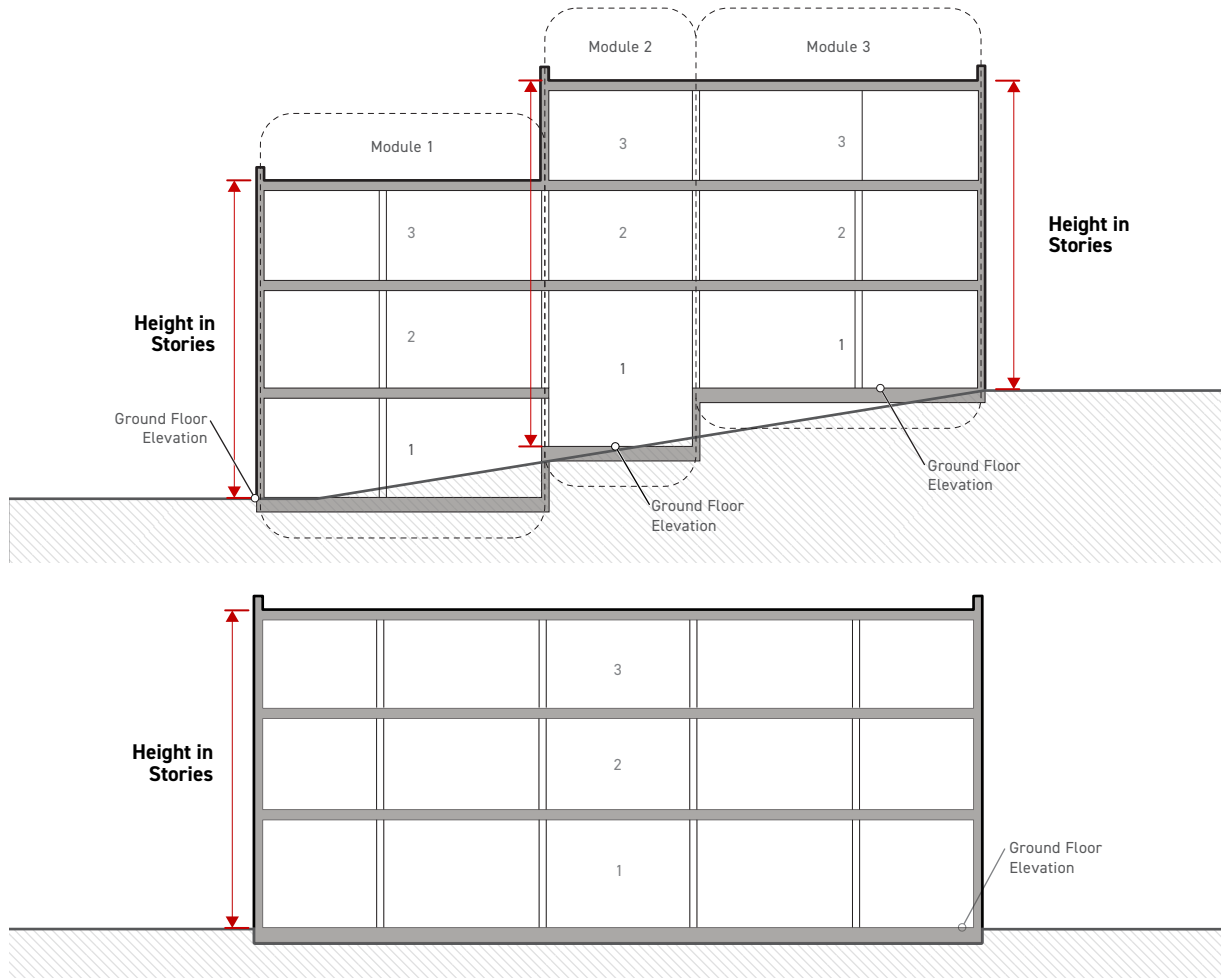 Module 2
Module 3
Module 1
3
3
3
2
2
Height in
Stories
Height in
Stories
2
1
1
Ground Floor
Elevation
1
Ground Floor
Elevation
Ground Floor
Elevation
3
Height in
Stories
2
Ground Floor
Elevation
1